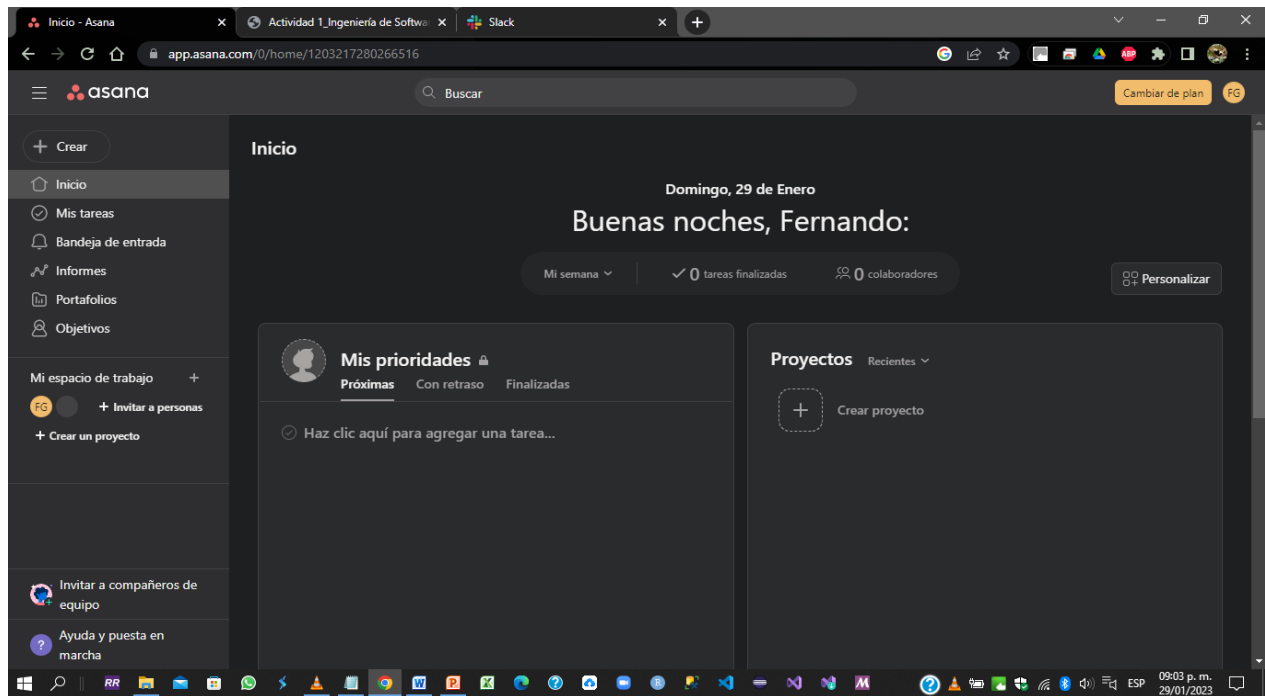 Inicio - Asana
Actividad 1_Ingeniería de Softwa
Slack
app.asana.com/0/home/1203217280266516
asana
Buscar
Cambiar de plan
FG
Crear
Inicio
Inicio
Domingo, 29 de Enero
Mis tareas
Buenas noches, Fernando:
Bandeja de entrada
Informes
Mi semana
0 tareas finalizadas
0 colaboradores
Personalizar
Portafolios
Objetivos
Mis prioridades
Próximas Con retraso Finalizadas
Proyectos Recientes
Mi espacio de trabajo +
FG
+ Invitar a personas
+ Crear un proyecto
Crear proyecto
Haz clic aquí para agregar una tarea...
Invitar a compañeros de
equipo
Ayuda y puesta en
marcha
ESP
09:03 p. m.
29/01/2023